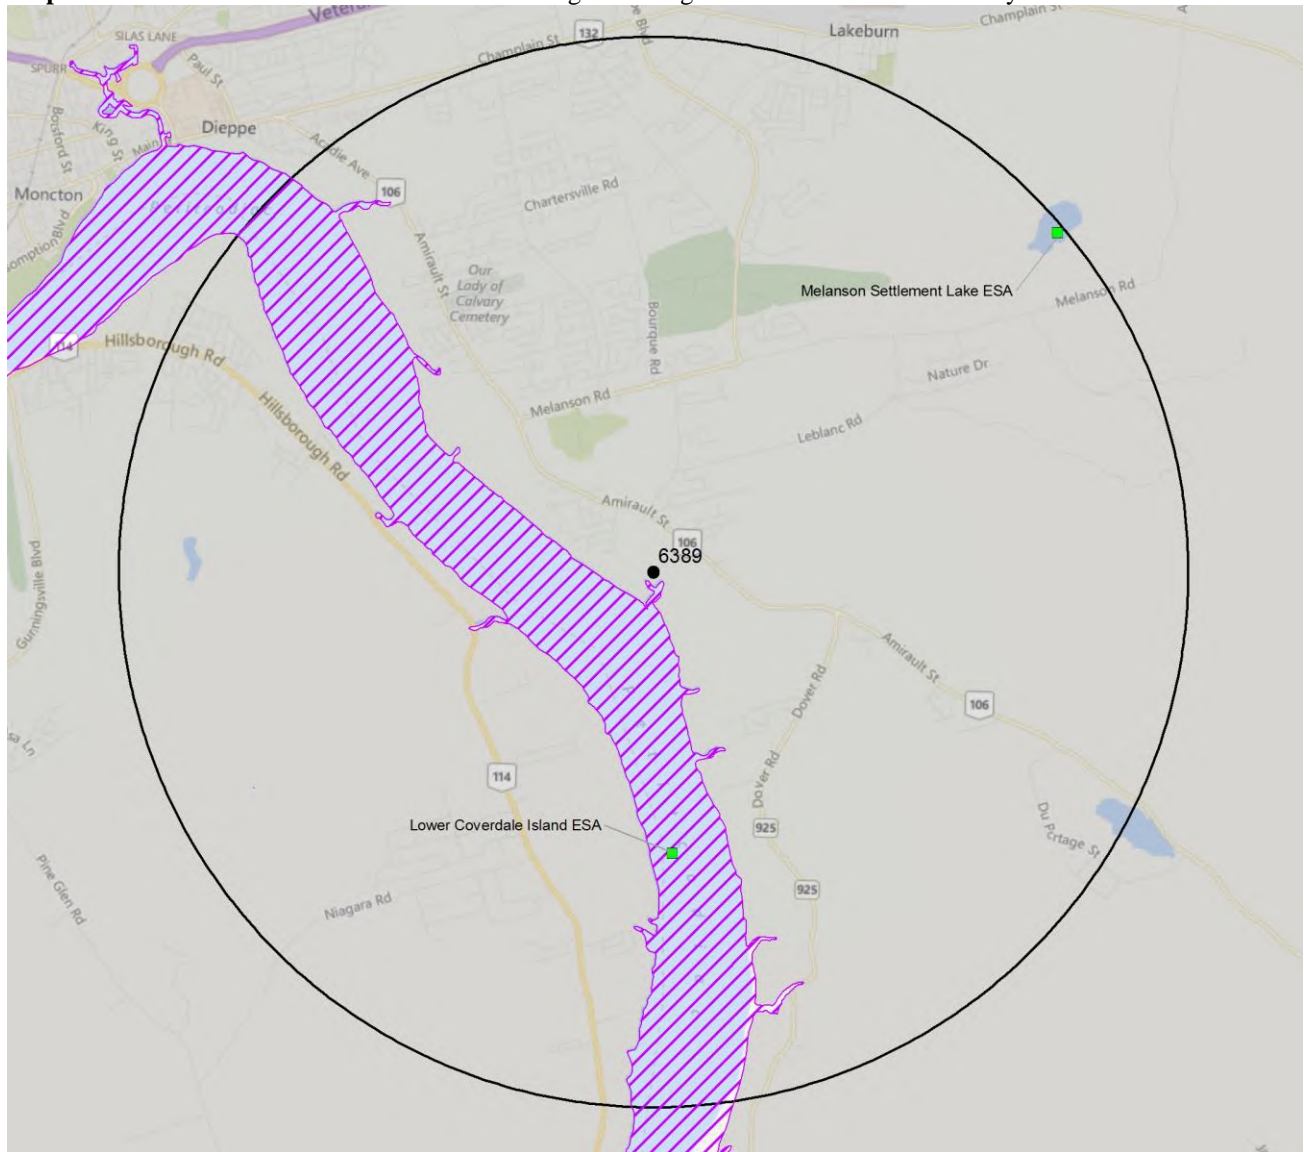 SILAS LANE
Champlain St
132
Lakeburn
Champlain St
SPURR
Paul St
Botsford St
King St
Main
Dieppe
Acadie Ave
106
Moncton
Chartersville Rd
Amirault St
Our
Lady of
Calvary
Cemetery
Melanson Settlement Lake ESA
Melanson Rd
Bourque Rd
114
Hillsborough Rd
Nature Dr
Hillsborough Rd
Melanson Rd
Leblanc Rd
Amirault St
106
6389
Gunningsville Blvd
Amirault St
Dover Rd
106
114
Dover Rd
Lower Coverdale Island ESA
925
Du Portage St
Pine Glen Rd
Niagara Rd
925